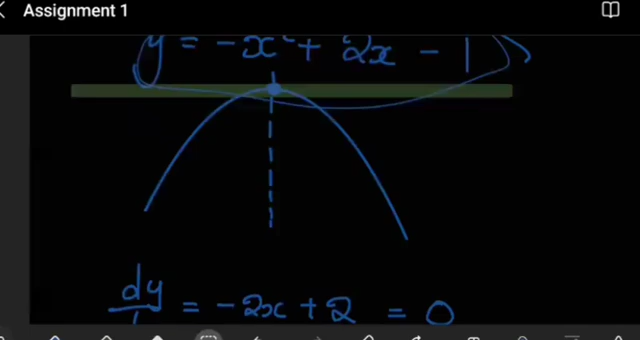 Assignment 1
y = -x² + 2x - 1
dy = -2x + 2 = 0